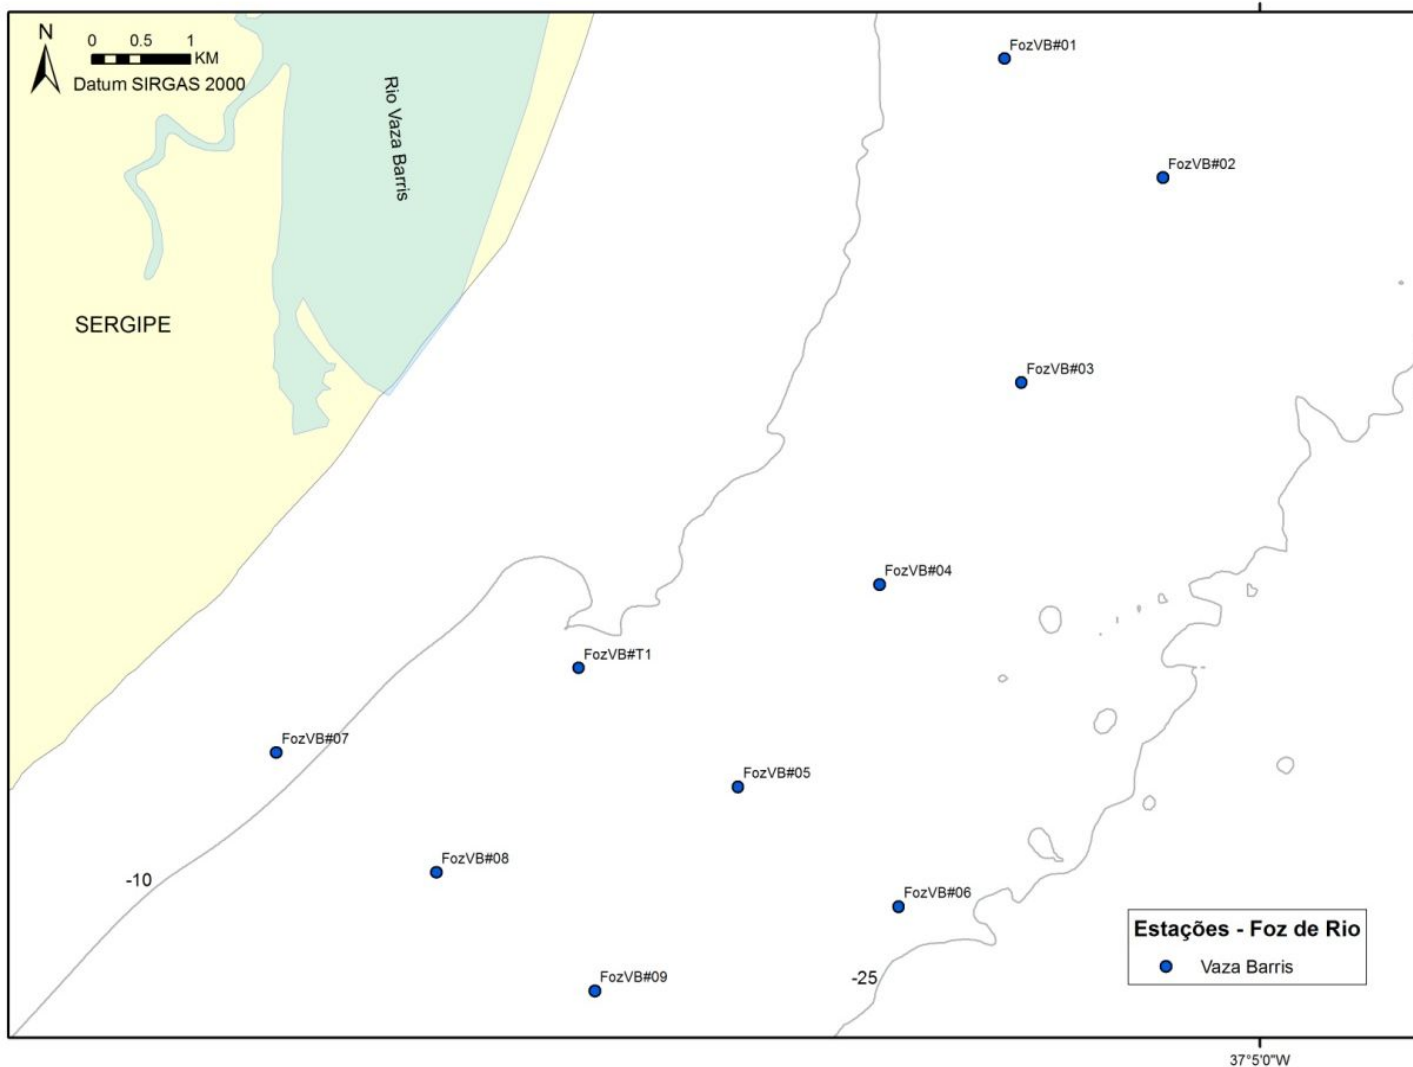 N
0 0.5 1
KM
Datum SIRGAS 2000
Rio Vaza Barris
SERGIPE
FozVB#01
FozVB#02
FozVB#03
FozVB#04
FozVB#T1
FozVB#07
FozVB#05
FozVB#08
-10
FozVB#06
FozVB#09
-25
Estações - Foz de Rio
Vaza Barris
37°5'0"W